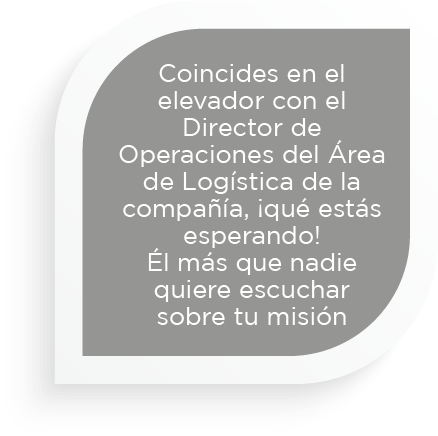 Coincides en el
elevador con el
Director de
Operaciones del Área
de Logística de la
compañía, ¡qué estás
esperando!
Él más que nadie
quiere escuchar
sobre tu misión